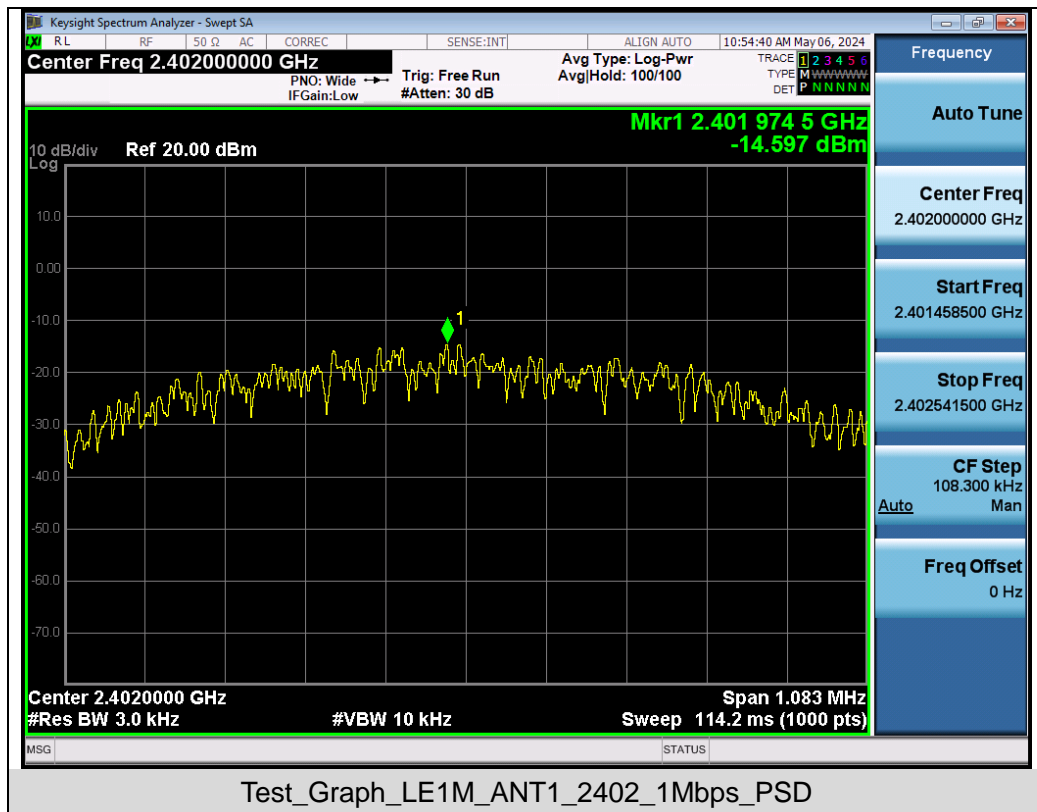 Keysight Spectrum Analyzer - Swept SA
LXI RL RF 50 Ω AC CORREC SENSE:INT ALIGN AUTO 10:54:40 AM May 06, 2024
Center Freq 2.402000000 GHz
PNO: Wide
IFGain:Low
Trig: Free Run
#Atten: 30 dB
Avg Type: Log-Pwr
Avg|Hold: 100/100
TRACE 1 2 3 4 5 6
TYPE M WWWWW
DET P N N N N N
Mkr1 2.401 974 5 GHz
-14.597 dBm
10 dB/div Ref 20.00 dBm
Log
10.0
0.00
-10.0
-20.0
-30.0
-40.0
-50.0
-60.0
-70.0
1
Center 2.4020000 GHz Span 1.083 MHz
#Res BW 3.0 kHz #VBW 10 kHz Sweep 114.2 ms (1000 pts)
MSG STATUS
Frequency
Auto Tune
Center Freq
2.402000000 GHz
Start Freq
2.401458500 GHz
Stop Freq
2.402541500 GHz
CF Step
108.300 kHz
Auto Man
Freq Offset
0 Hz
Test_Graph_LE1M_ANT1_2402_1Mbps_PSD